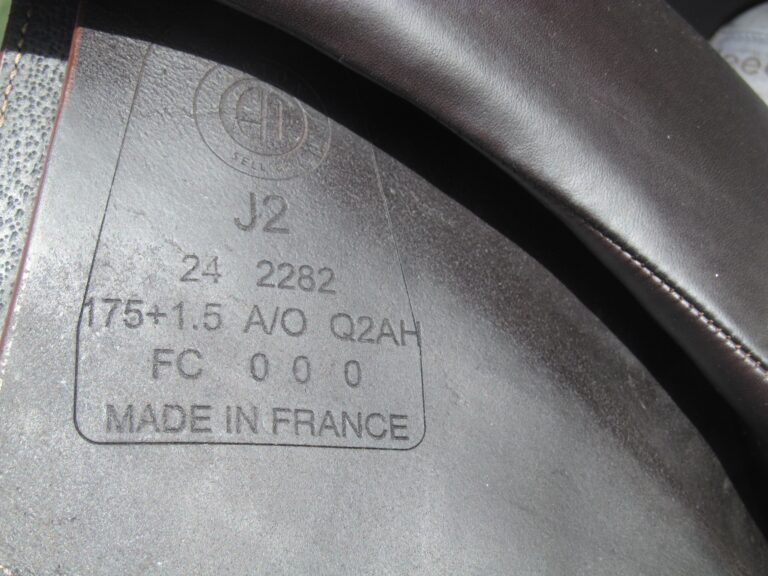 J2
24 2282
175+1.5 A/O Q2AH
FC 0 0 0
MADE IN FRANCE